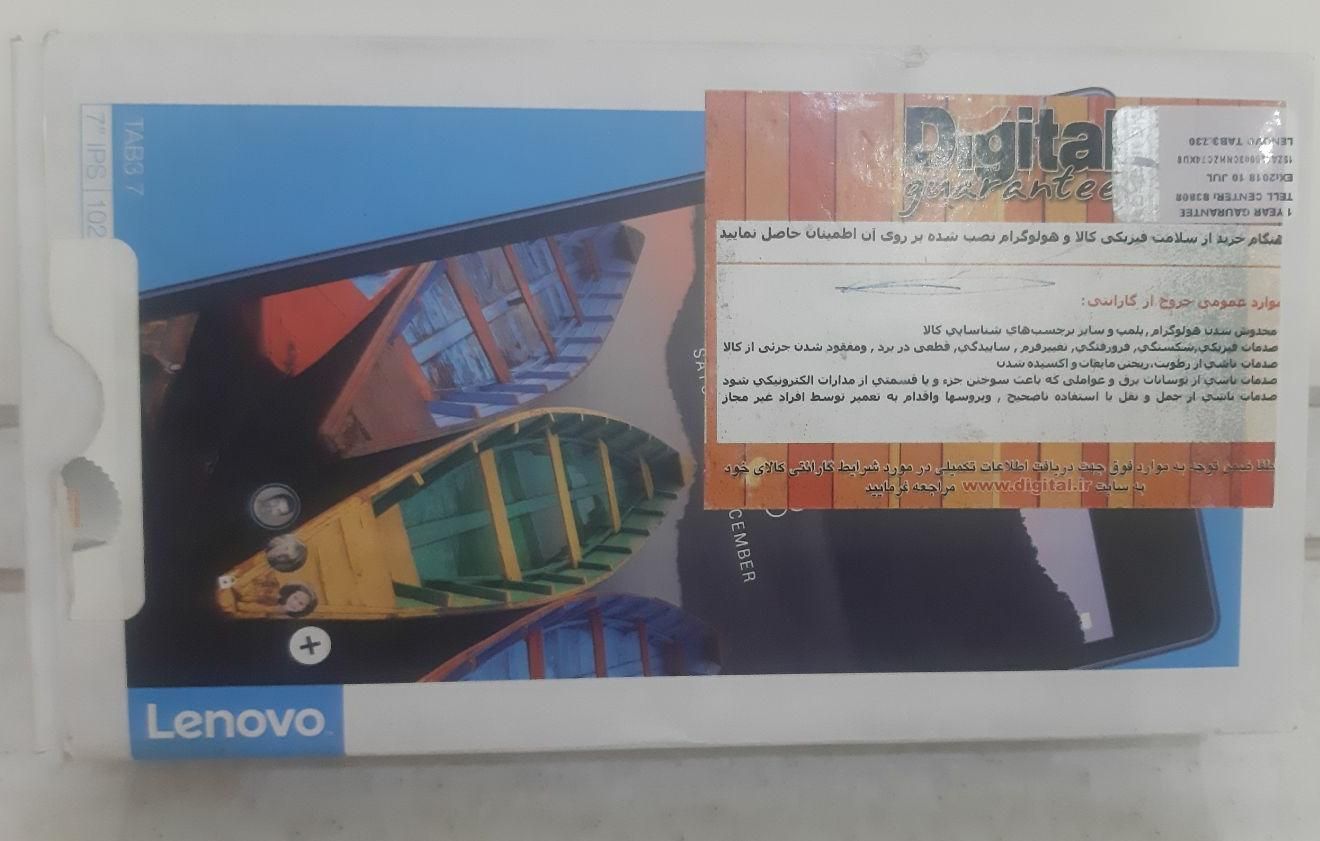 TAB3 7
7" IPS | 102
Digital
guarantee
LENOVO TAB3.730
EX:2018 10 JUL
TELL CENTER: 83808
1 YEAR GAURANTEE
هنگام خرید از سلامت فیزیکی کالا و هولوگرام نصب شده بر روی آن اطمینان حاصل نمایید
موارد عمومی خروج از گارانتی:
مخدوش شدن هولوگرام , پلمپ و سایر برچسب‌های شناسایی کالا
صدمات فیزیکی,شکستگی, فرورفتگی, تغییرفرم , ساییدگی, قطعی در برد , ومفقود شدن جزئی از کالا
صدمات ناشی از رطوبت,ریختن مایعات و اکسیده شدن
صدمات ناشی از نوسانات برق و عواملی که باعث سوختن جزء و یا قسمتی از مدارات الکترونیکی شود
صدمات ناشی از حمل و نقل یا استفاده ناصحیح , ویروسها واقدام به تعمیر توسط افراد غیر مجاز
لطفا ضمن توجه به موارد فوق جهت دریافت اطلاعات تکمیلی در مورد شرایط گارانتی کالای خود
به سایت www.digital.ir مراجعه فرمایید
CEMBER
Lenovo